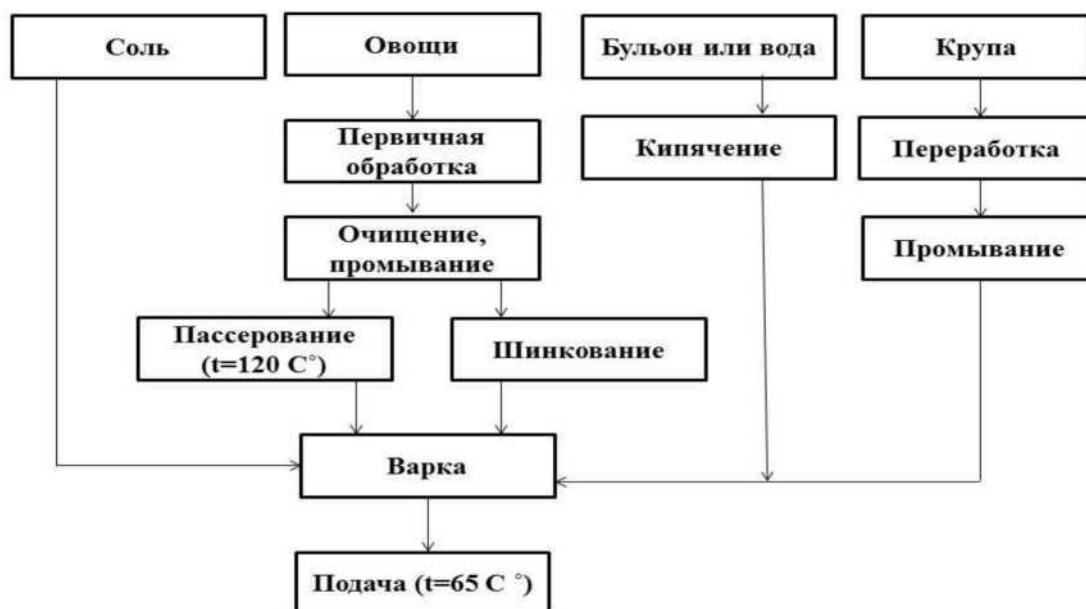 Соль
Овощи
Бульон или вода
Крупа
Первичная
обработка
Кипячение
Переработка
Очищение,
промывание
Промывание
Пассерование
(t=120 C˚)
Шинкование
Варка
Подача (t=65 C ˚)